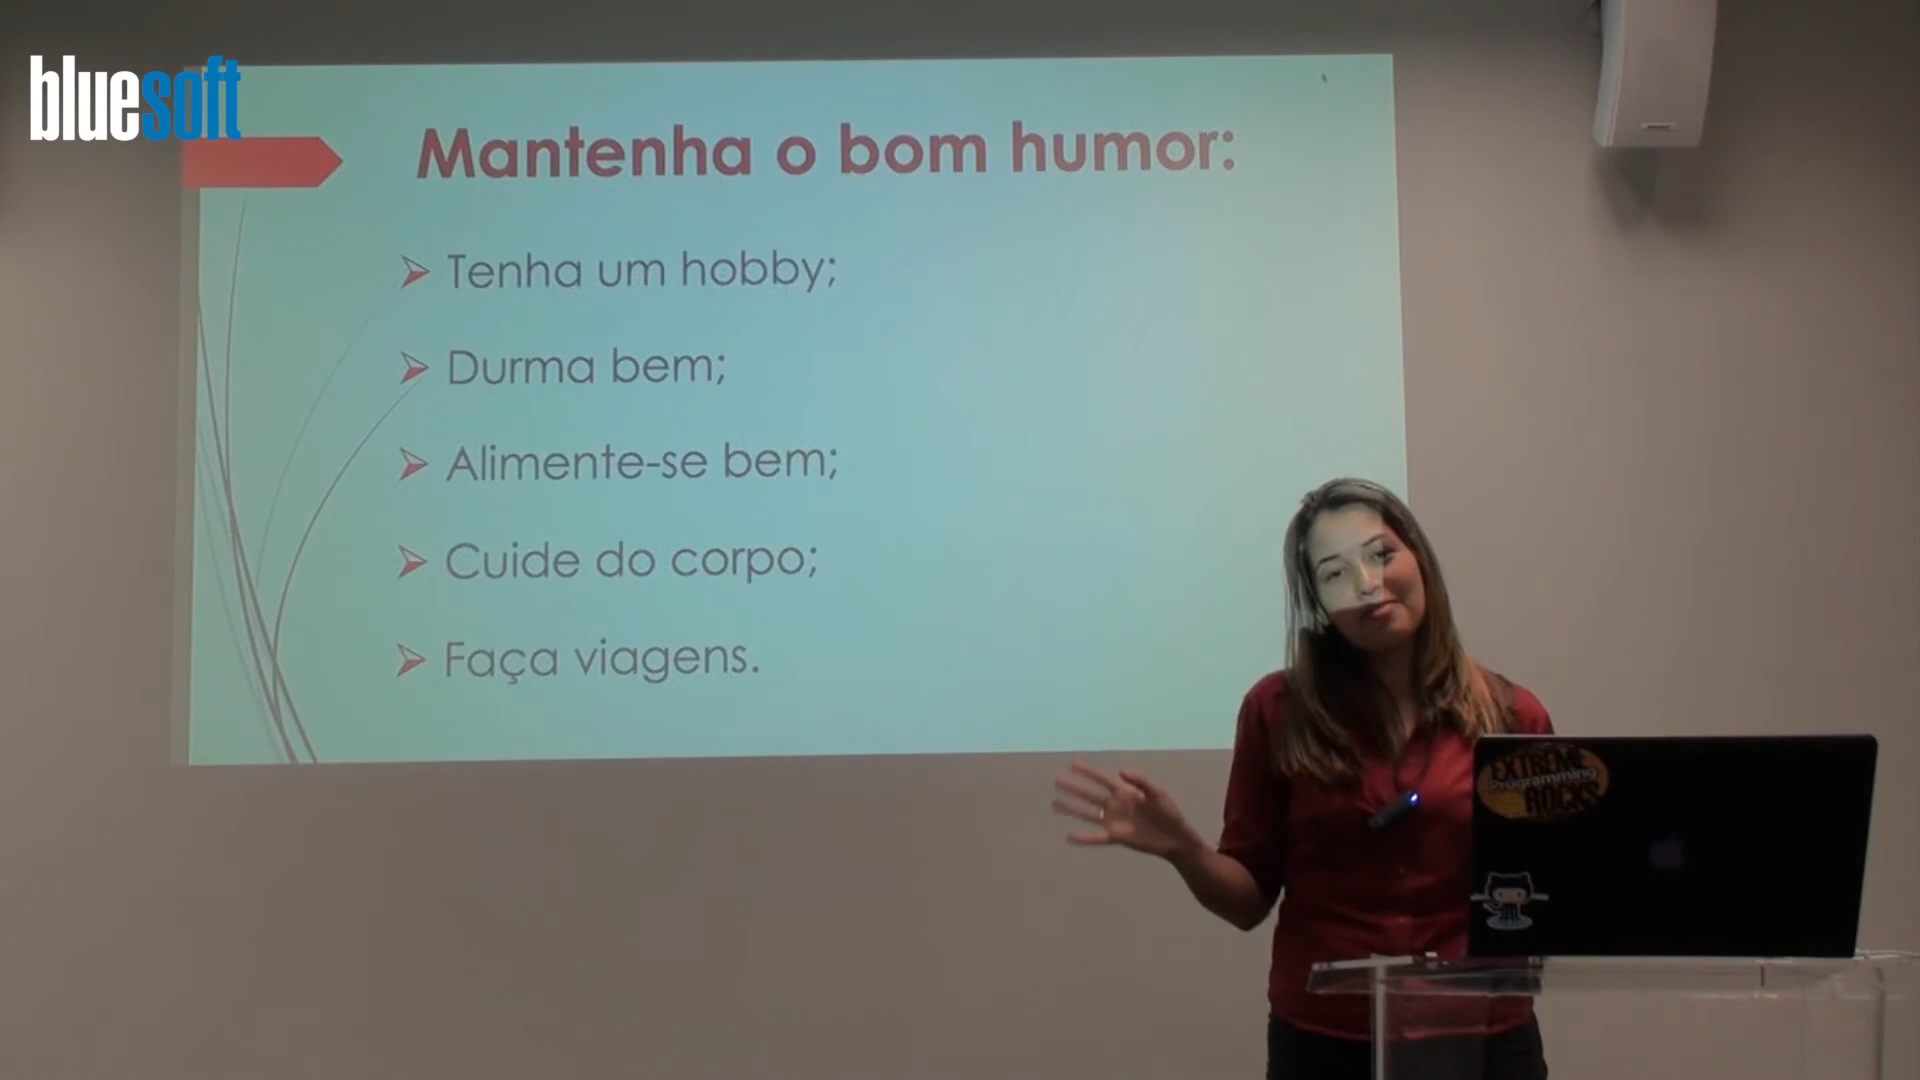 bluesoft
Mantenha o bom humor:
Tenha um hobby;
Durma bem;
Alimente-se bem;
Cuide do corpo;
Faça viagens.
EXTREME
Programming
ROCKS